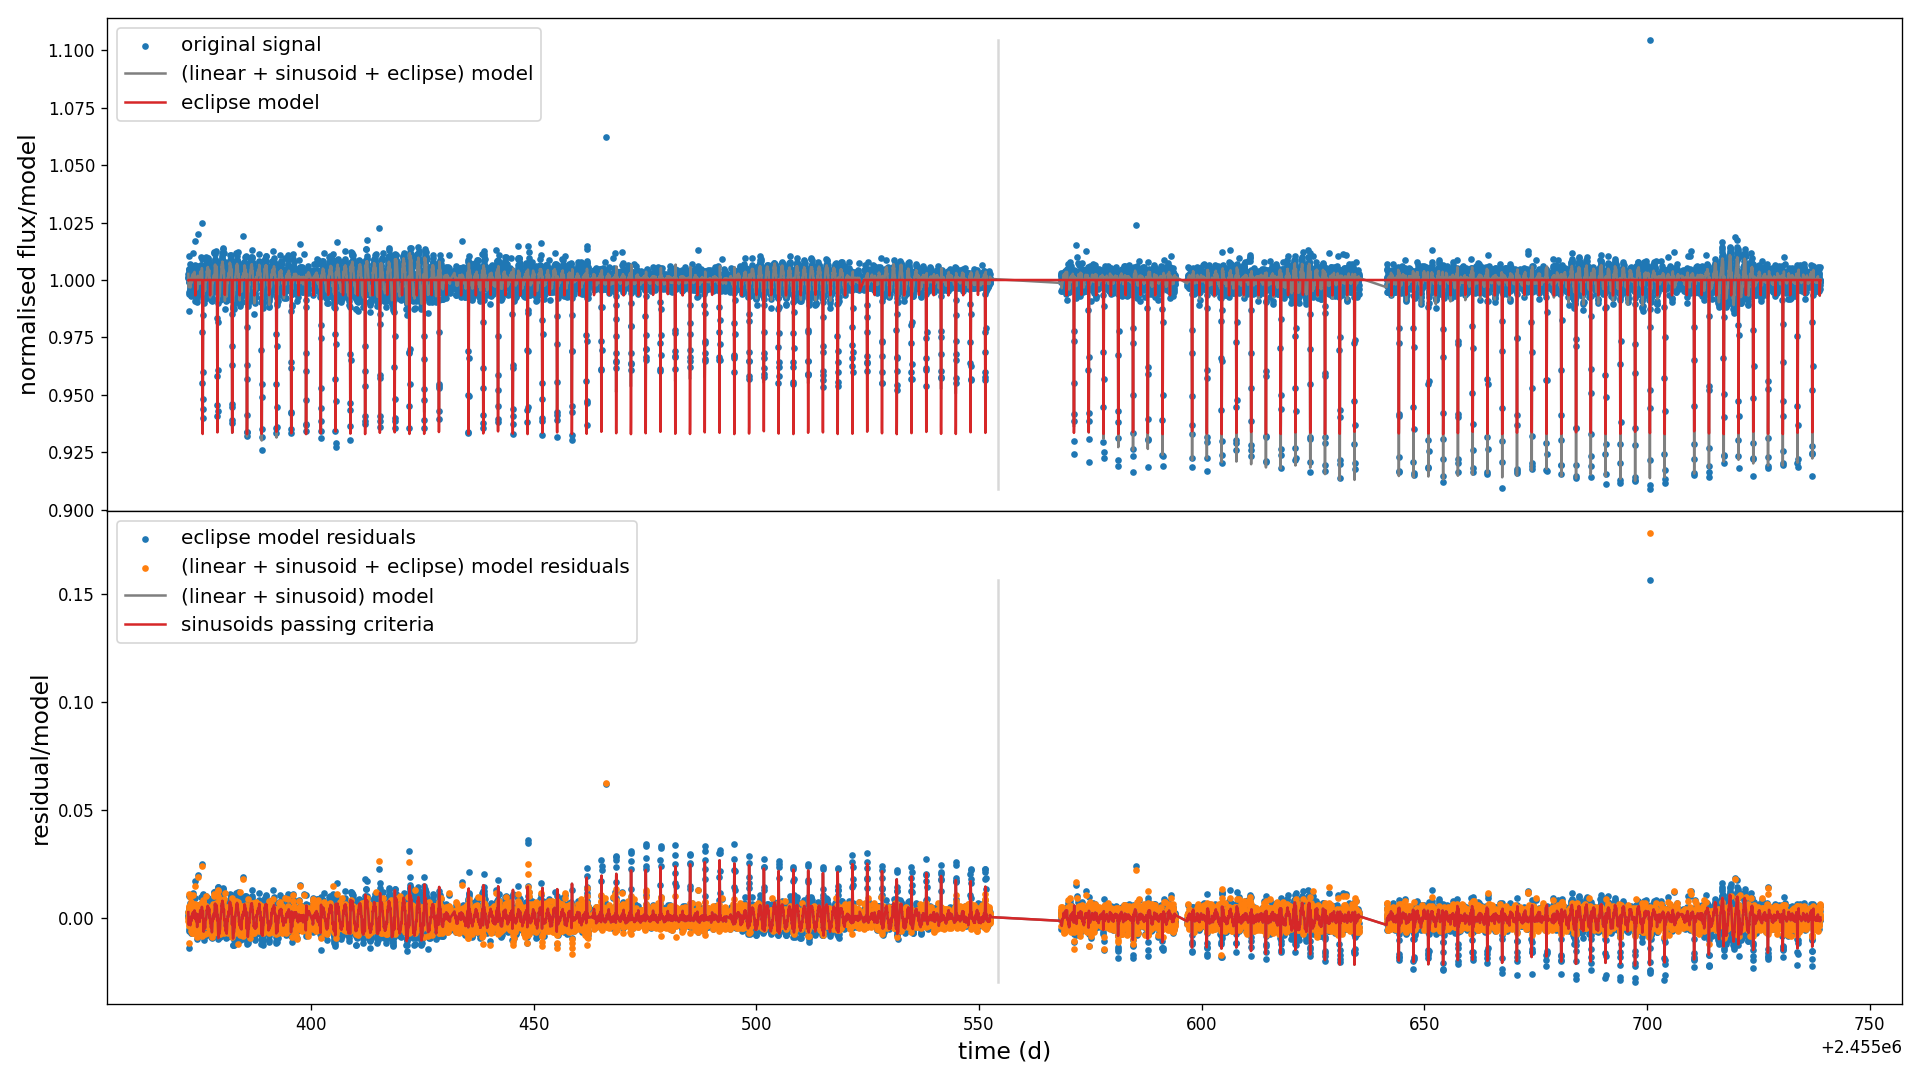 original signal
(linear + sinusoid + eclipse) model
eclipse model
1.100
1.075
1.050
1.025
1.000
0.975
0.950
0.925
0.900
normalised flux/model
eclipse model residuals
(linear + sinusoid + eclipse) model residuals
(linear + sinusoid) model
sinusoids passing criteria
0.15
0.10
0.05
0.00
residual/model
400
450
500
550
600
650
700
750
time (d)
+2.455e6